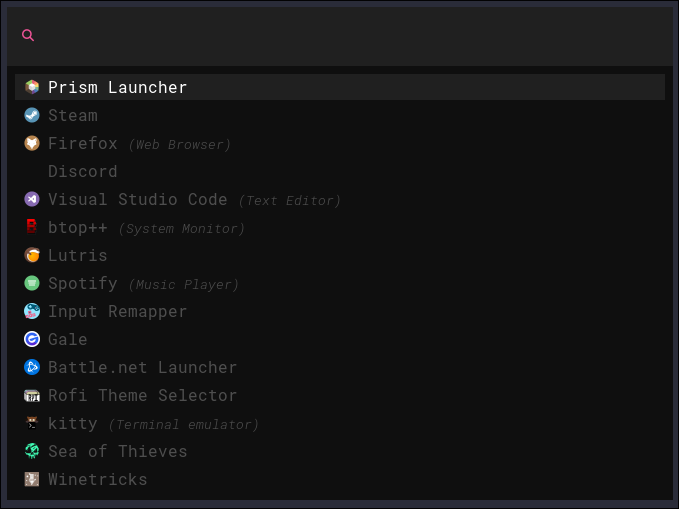 Prism Launcher
Steam
Firefox (Web Browser)
Discord
Visual Studio Code (Text Editor)
btop++ (System Monitor)
Lutris
Spotify (Music Player)
Input Remapper
Gale
Battle.net Launcher
Rofi Theme Selector
kitty (Terminal emulator)
Sea of Thieves
Winetricks